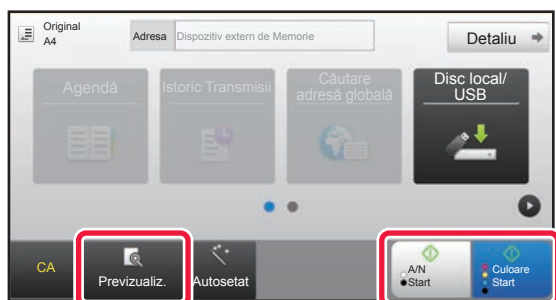 Original
A4
Adresa
Dispozitiv extern de Memorie
Detaliu
Agendă
Istoric Transmisii
Căutare
adresă globală
Disc local/
USB
CA
Previzualiz.
Autosetat
A/N
Start
Culoare
Start